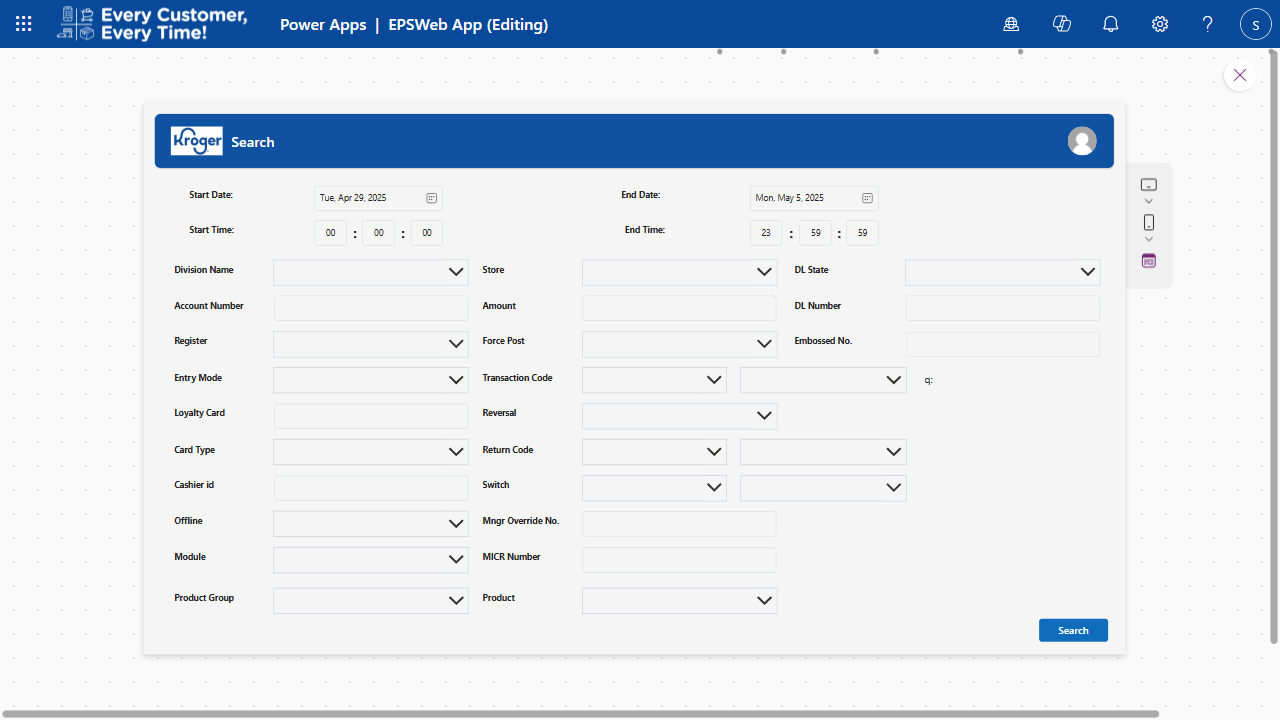 Every Customer,
Every Time!
Power Apps | EPSWeb App (Editing)
?
S
Kroger
Search
Start Date:
Tue, Apr 29, 2025
End Date:
Mon, May 5, 2025
Start Time:
00 : 00 : 00
End Time:
23 : 59 : 59
Division Name
Store
DL State
Account Number
Amount
DL Number
Register
Force Post
Embossed No.
Entry Mode
Transaction Code
q:
Loyalty Card
Reversal
Card Type
Return Code
Cashier id
Switch
Offline
Mngr Override No.
Module
MICR Number
Product Group
Product
Search